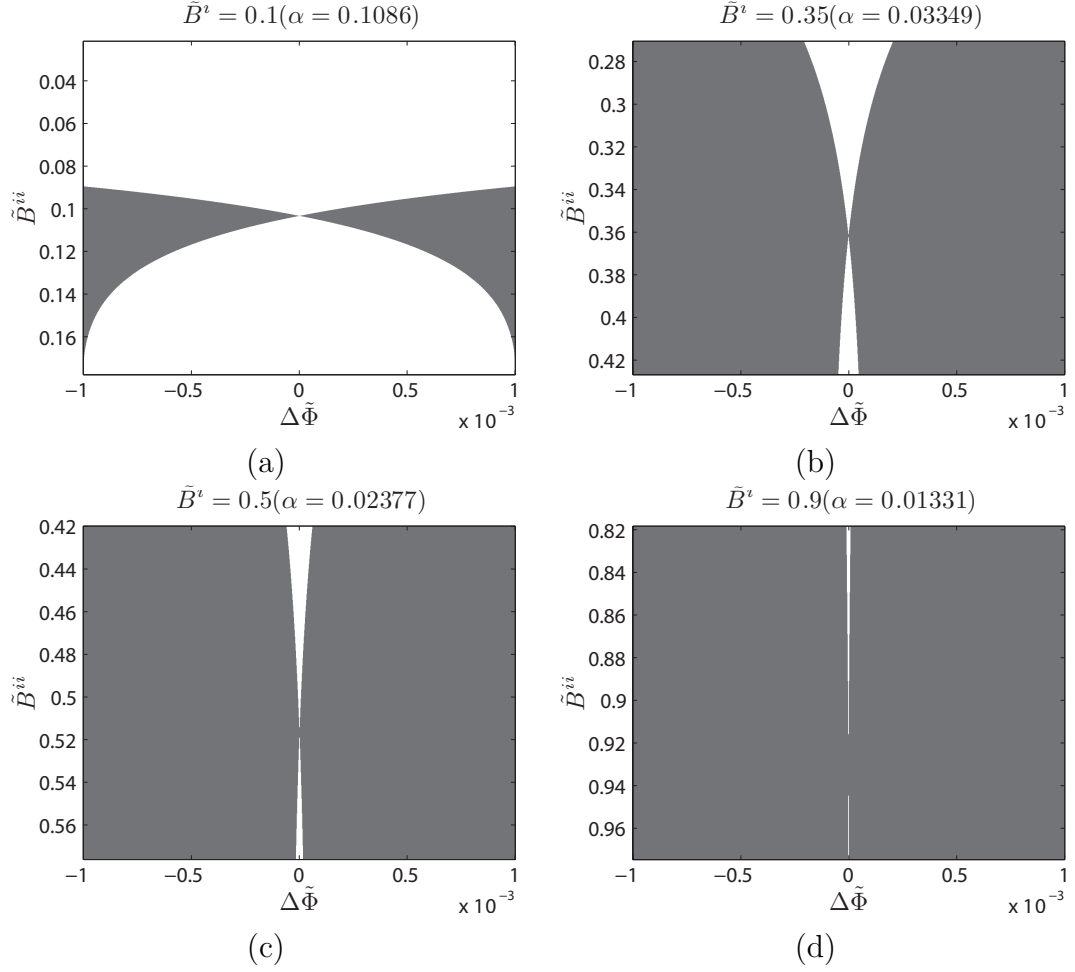 B̃ᶦ = 0.1(α = 0.1086)
0.04
0.06
0.08
0.1
0.12
0.14
0.16
B̃ⁱⁱ
−1 −0.5 0 0.5 1
ΔΦ̃
x 10⁻³
(a)
B̃ᶦ = 0.35(α = 0.03349)
0.28
0.3
0.32
0.34
0.36
0.38
0.4
0.42
B̃ⁱⁱ
−1 −0.5 0 0.5 1
ΔΦ̃
x 10⁻³
(b)
B̃ᶦ = 0.5(α = 0.02377)
0.42
0.44
0.46
0.48
0.5
0.52
0.54
0.56
B̃ⁱⁱ
−1 −0.5 0 0.5 1
ΔΦ̃
x 10⁻³
(c)
B̃ᶦ = 0.9(α = 0.01331)
0.82
0.84
0.86
0.88
0.9
0.92
0.94
0.96
B̃ⁱⁱ
−1 −0.5 0 0.5 1
ΔΦ̃
x 10⁻³
(d)